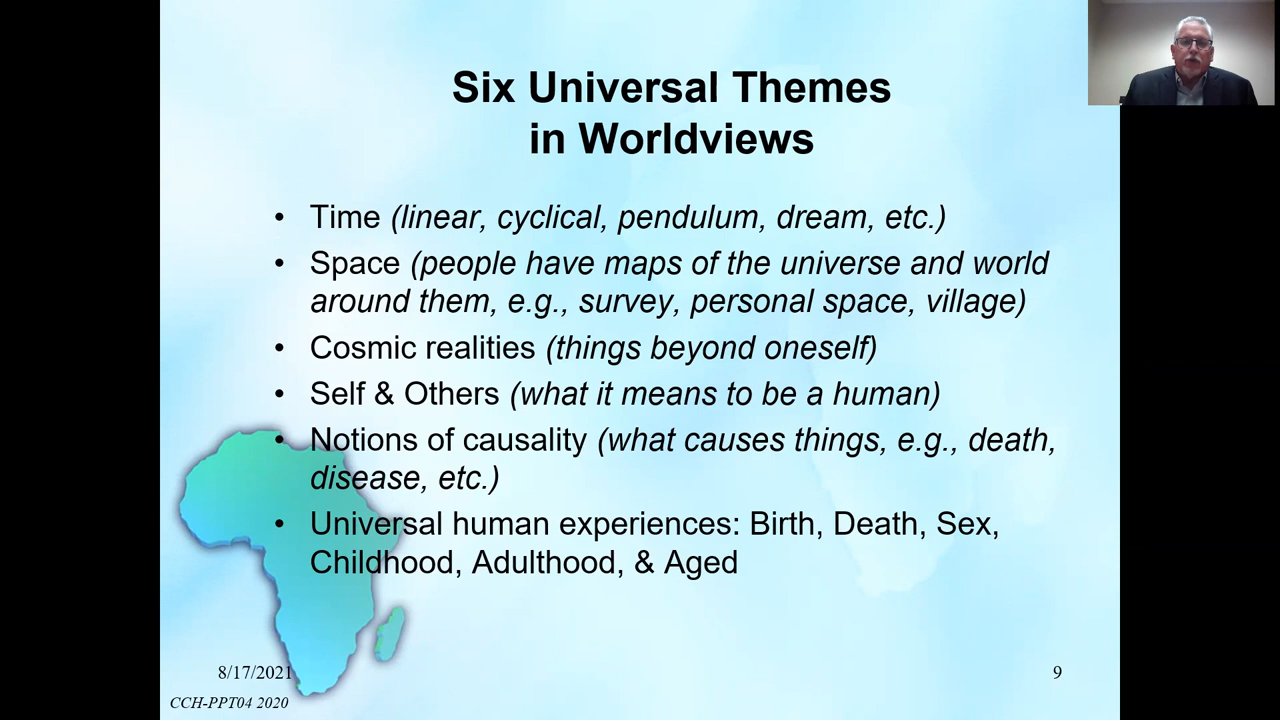 Six Universal Themes
in Worldviews
• Time (linear, cyclical, pendulum, dream, etc.)
• Space (people have maps of the universe and world
around them, e.g., survey, personal space, village)
• Cosmic realities (things beyond oneself)
• Self & Others (what it means to be a human)
• Notions of causality (what causes things, e.g., death,
disease, etc.)
• Universal human experiences: Birth, Death, Sex,
Childhood, Adulthood, & Aged
8/17/2021
9
CCH-PPT04 2020